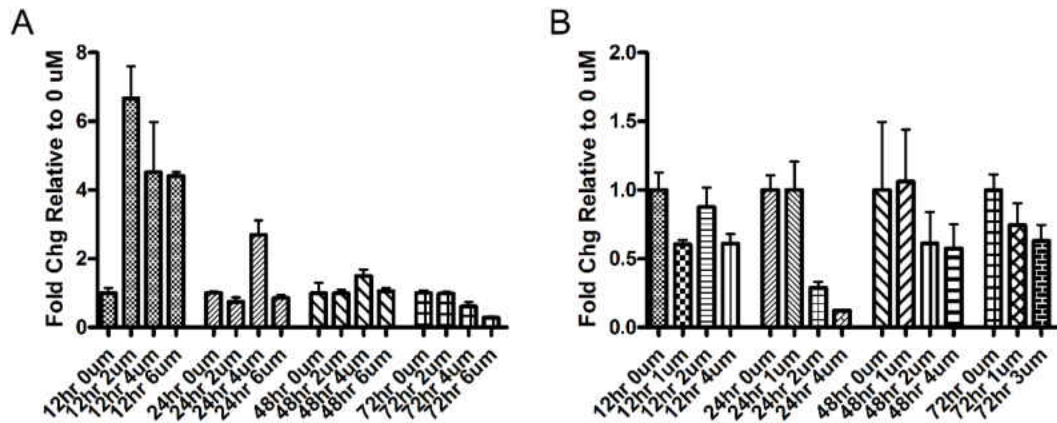 A
Fold Chg Relative to 0 uM
8
6
4
2
0
12hr 0um
12hr 2um
12hr 4um
12hr 6um
24hr 0um
24hr 2um
24hr 4um
24hr 6um
48hr 0um
48hr 2um
48hr 4um
48hr 6um
72hr 0um
72hr 2um
72hr 4um
72hr 6um
B
Fold Chg Relative to 0 uM
2.0
1.5
1.0
0.5
0.0
12hr 0um
12hr 1um
12hr 2um
12hr 4um
24hr 0um
24hr 1um
24hr 2um
24hr 4um
48hr 0um
48hr 1um
48hr 2um
48hr 4um
72hr 0um
72hr 1um
72hr 3um